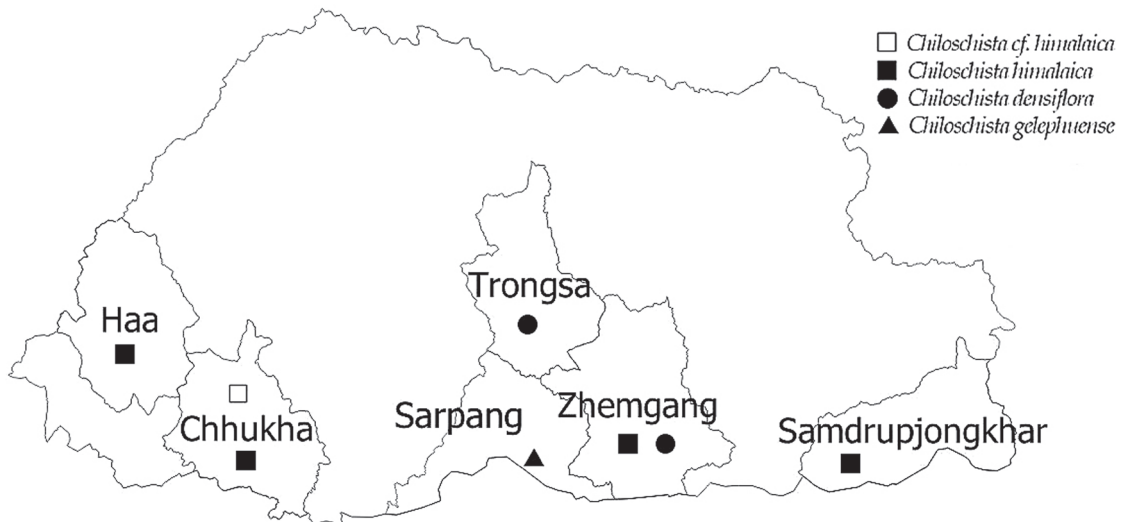 Chiloschista cf. himalaica
Chiloschista himalaica
Chiloschista densiflora
Chiloschista gelephuense
Trongsa
Haa
Zhemgang
Sarpang
Chhukha
Samdrupjongkhar